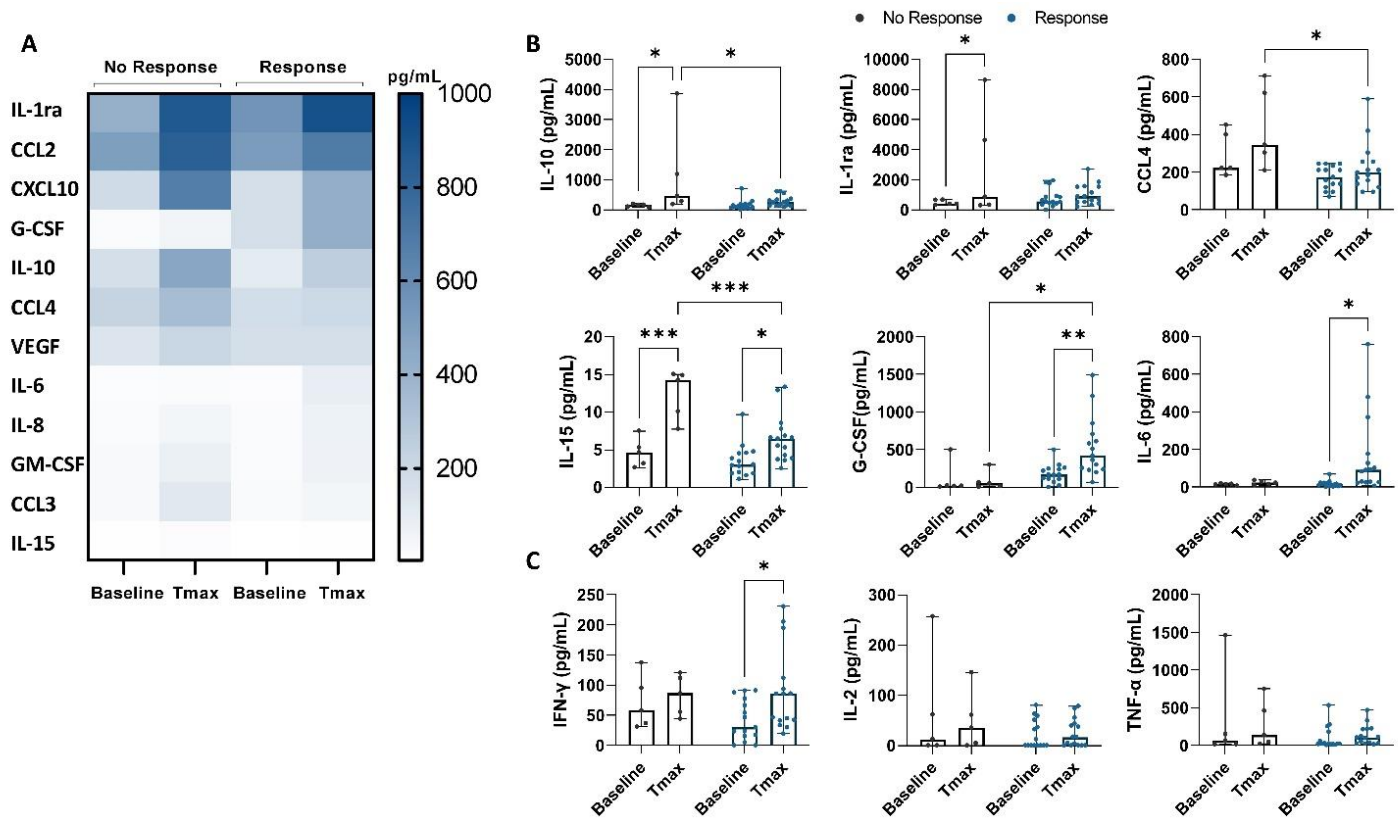 A
No Response Response
pg/mL
IL-1ra
CCL2
CXCL10
G-CSF
IL-10
CCL4
VEGF
IL-6
IL-8
GM-CSF
CCL3
IL-15
1000
800
600
400
200
Baseline Tmax Baseline Tmax
No Response Response
B
IL-10 (pg/mL)
5000
4000
3000
2000
1000
0
* *
Baseline Tmax Baseline Tmax
IL-1ra (pg/mL)
10000
8000
6000
4000
2000
0
*
Baseline Tmax Baseline Tmax
CCL4 (pg/mL)
800
600
400
200
0
*
Baseline Tmax Baseline Tmax
IL-15 (pg/mL)
20
15
10
5
0
***
*** *
Baseline Tmax Baseline Tmax
G-CSF(pg/mL)
2000
1500
1000
500
0
*
**
Baseline Tmax Baseline Tmax
IL-6 (pg/mL)
800
600
400
200
0
*
Baseline Tmax Baseline Tmax
C
IFN-γ (pg/mL)
250
200
150
100
50
0
*
Baseline Tmax Baseline Tmax
IL-2 (pg/mL)
300
200
100
0
Baseline Tmax Baseline Tmax
TNF-α (pg/mL)
2000
1500
1000
500
0
Baseline Tmax Baseline Tmax